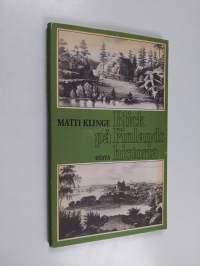 MATTI KLINGE
Blick
på Finlands
historia
OTAVA